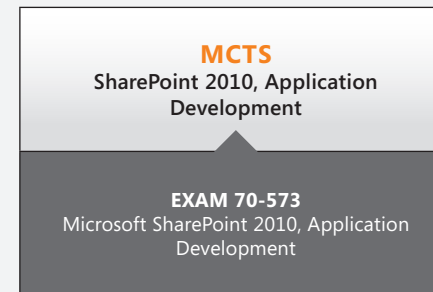 MCTS
SharePoint 2010, Application
Development
EXAM 70-573
Microsoft SharePoint 2010, Application
Development